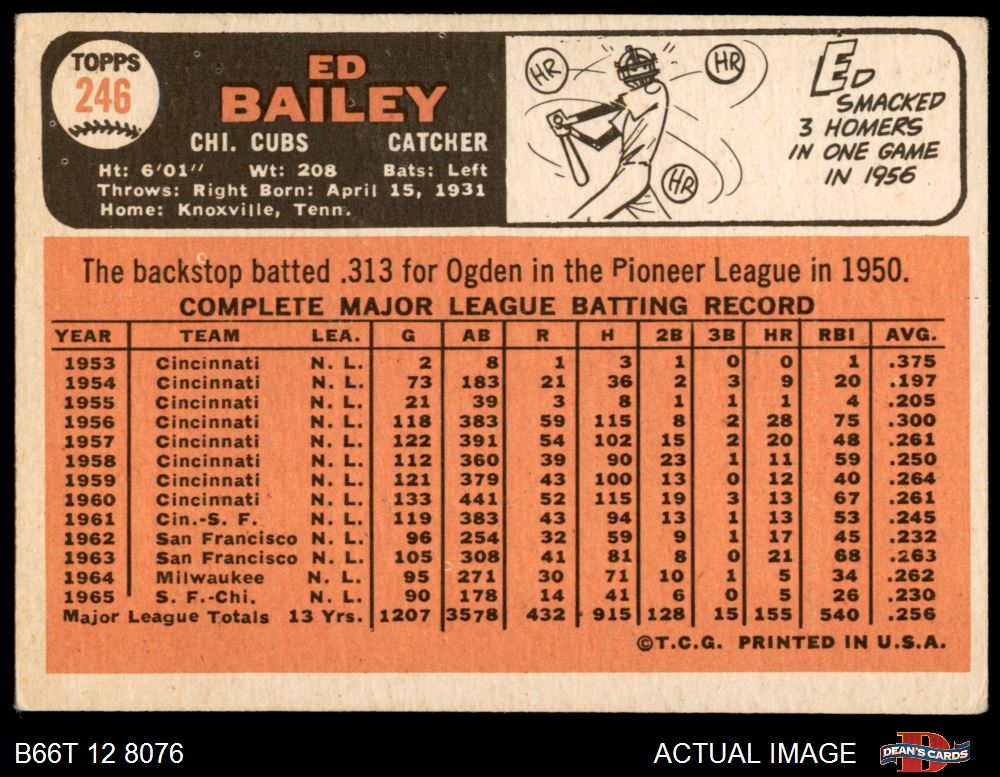 TOPPS
246
ED
BAILEY
CHI. CUBS CATCHER
Ht: 6'01" Wt: 208 Bats: Left
Throws: Right Born: April 15, 1931
Home: Knoxville, Tenn.
HR
HR
HR
ED
SMACKED
3 HOMERS
IN ONE GAME
IN 1956
The backstop batted .313 for Ogden in the Pioneer League in 1950.
COMPLETE MAJOR LEAGUE BATTING RECORD
YEAR TEAM LEA. G AB R H 2B 3B HR RBI AVG.
1953 Cincinnati N. L. 2 8 1 3 1 0 0 1 .375
1954 Cincinnati N. L. 73 183 21 36 2 3 9 20 .197
1955 Cincinnati N. L. 21 39 3 8 1 1 1 4 .205
1956 Cincinnati N. L. 118 383 59 115 8 2 28 75 .300
1957 Cincinnati N. L. 122 391 54 102 15 2 20 48 .261
1958 Cincinnati N. L. 112 360 39 90 23 1 11 59 .250
1959 Cincinnati N. L. 121 379 43 100 13 0 12 40 .264
1960 Cincinnati N. L. 133 441 52 115 19 3 13 67 .261
1961 Cin.-S. F. N. L. 119 383 43 94 13 1 13 53 .245
1962 San Francisco N. L. 96 254 32 59 9 1 17 45 .232
1963 San Francisco N. L. 105 308 41 81 8 0 21 68 .263
1964 Milwaukee N. L. 95 271 30 71 10 1 5 34 .262
1965 S. F.-Chi. N. L. 90 178 14 41 6 0 5 26 .230
Major League Totals 13 Yrs. 1207 3578 432 915 128 15 155 540 .256
©T.C.G. PRINTED IN U.S.A.
B66T 12 8076 ACTUAL IMAGE
DEAN'S CARDS